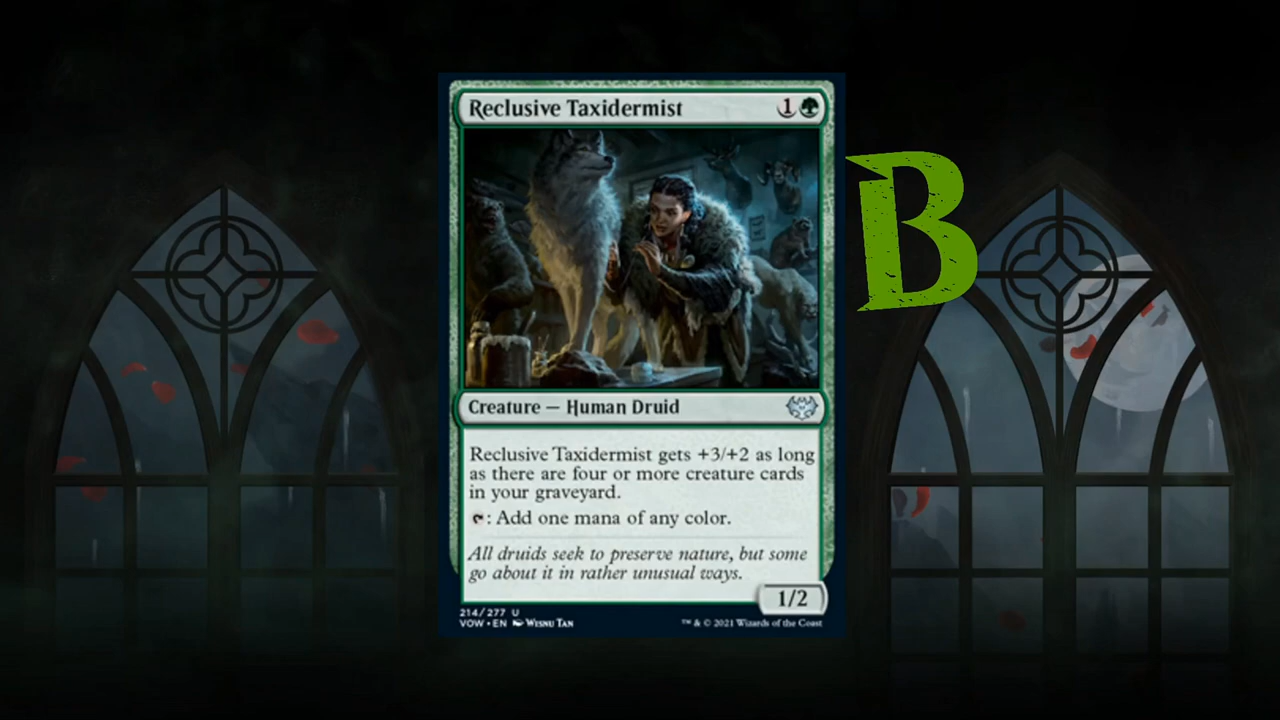 Reclusive Taxidermist 1
B
Creature — Human Druid
Reclusive Taxidermist gets +3/+2 as long
as there are four or more creature cards
in your graveyard.
: Add one mana of any color.
All druids seek to preserve nature, but some
go about it in rather unusual ways.
1/2
214/277 U
VOW • EN Wisnu Tan
™ & © 2021 Wizards of the Coast